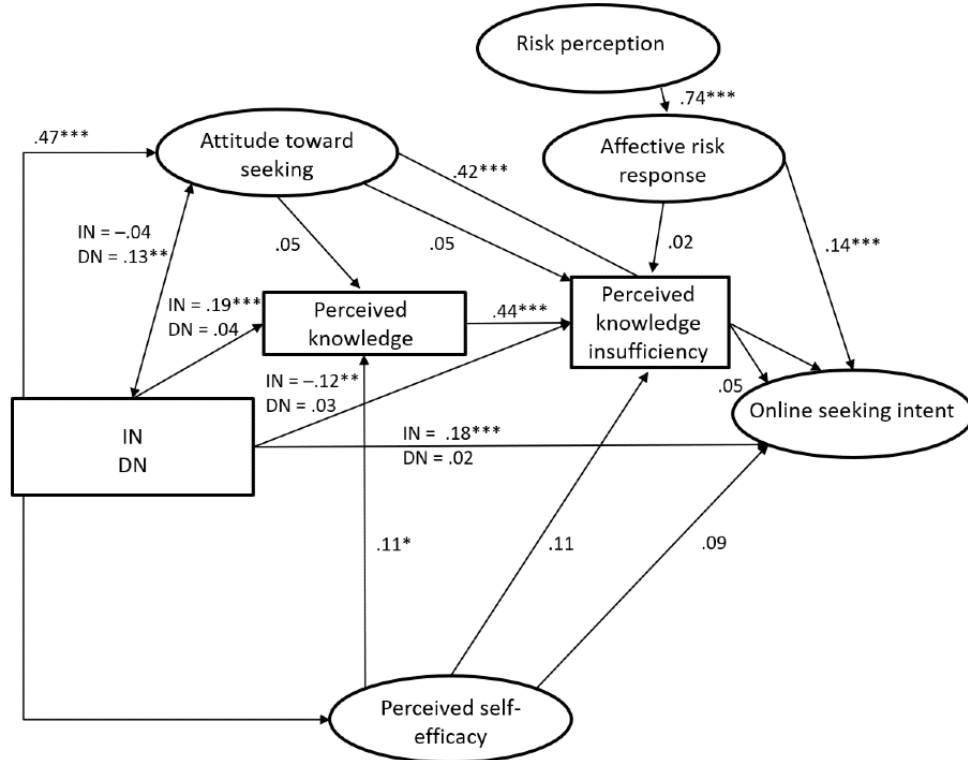 Risk perception
.74***
.47***
Attitude toward
seeking
Affective risk
response
.42***
IN = –.04
DN = .13**
.05
.05
.02
.14***
IN = .19***
DN = .04
Perceived
knowledge
.44***
Perceived
knowledge
insufficiency
IN = –.12**
DN = .03
.05
Online seeking intent
IN
DN
IN = .18***
DN = .02
.11*
.11
.09
Perceived self-
efficacy